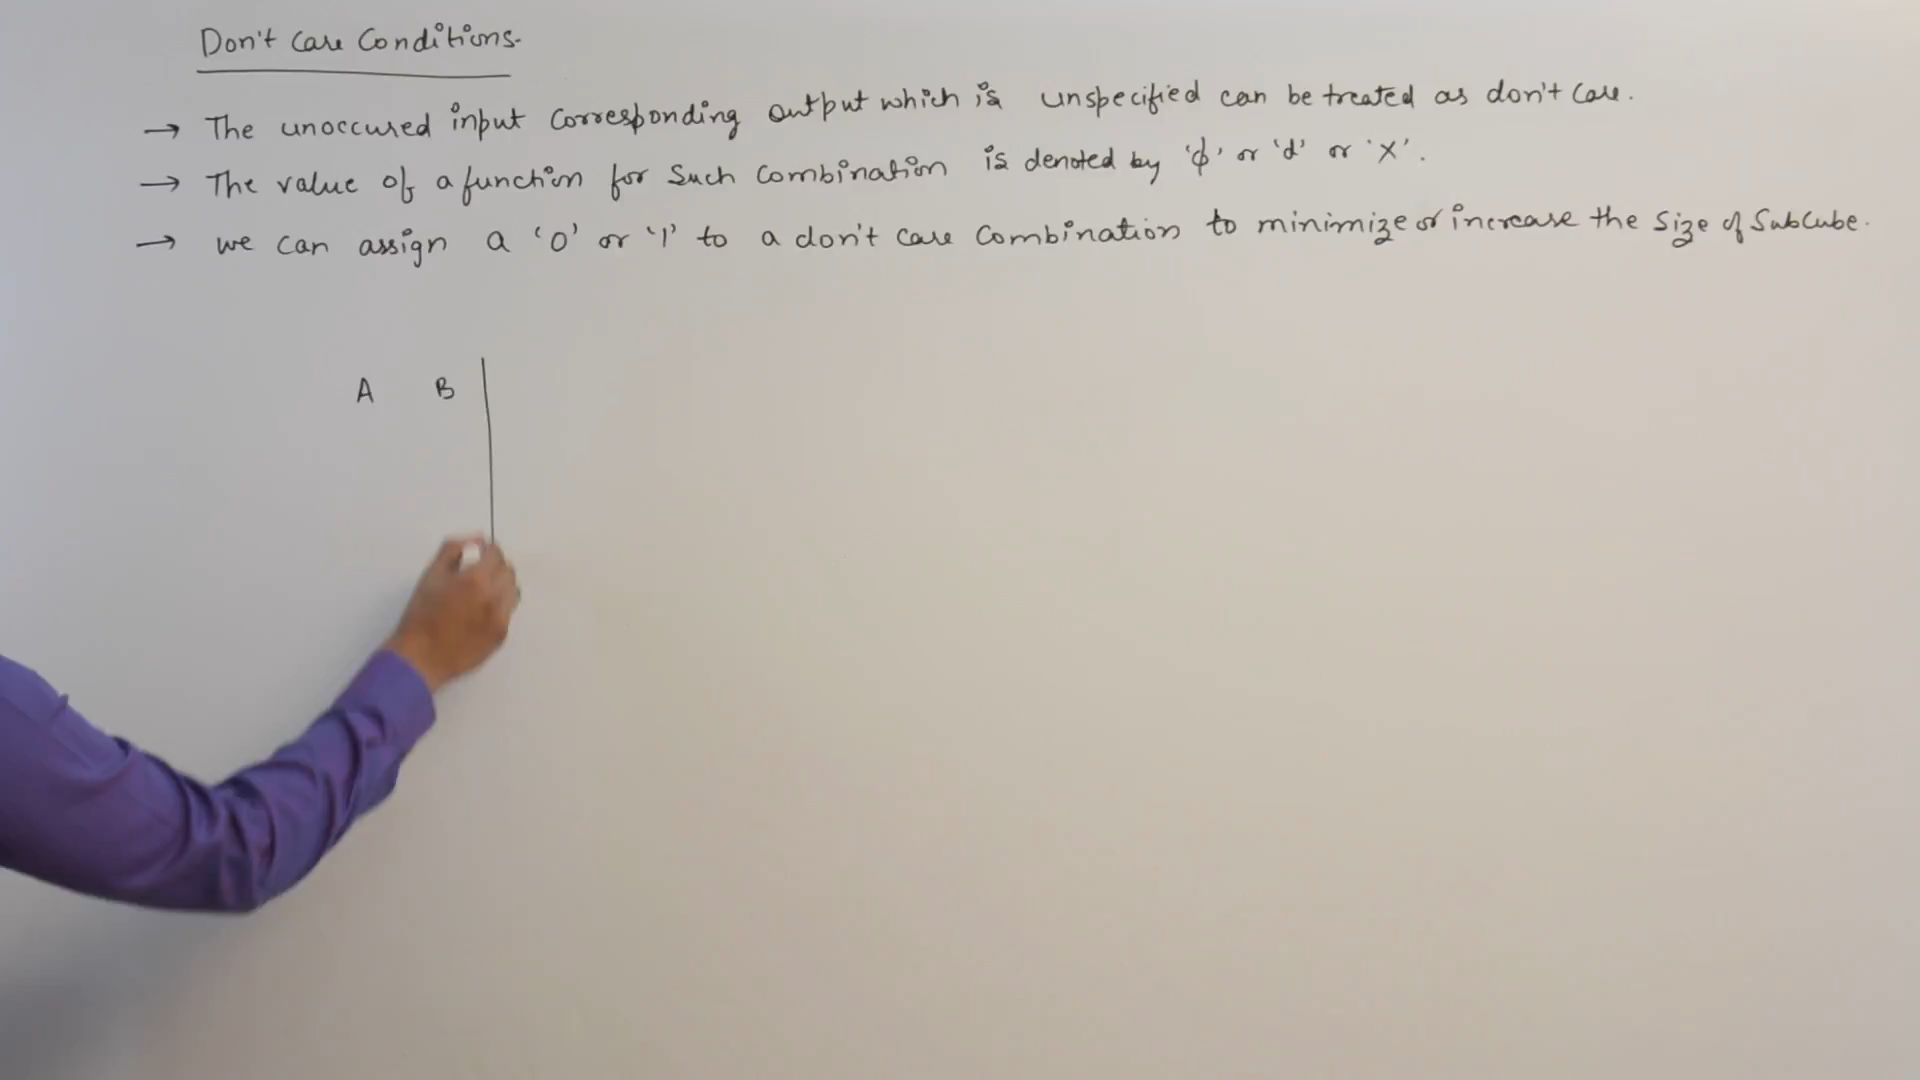 Don't Care Conditions.
→ The unoccured input corresponding output which is unspecified can be treated as don't care.
→ The value of a function for such combination is denoted by 'ϕ' or 'd' or 'X'.
→ we can assign a '0' or '1' to a don't care combination to minimize or increase the size of subcube.
A B